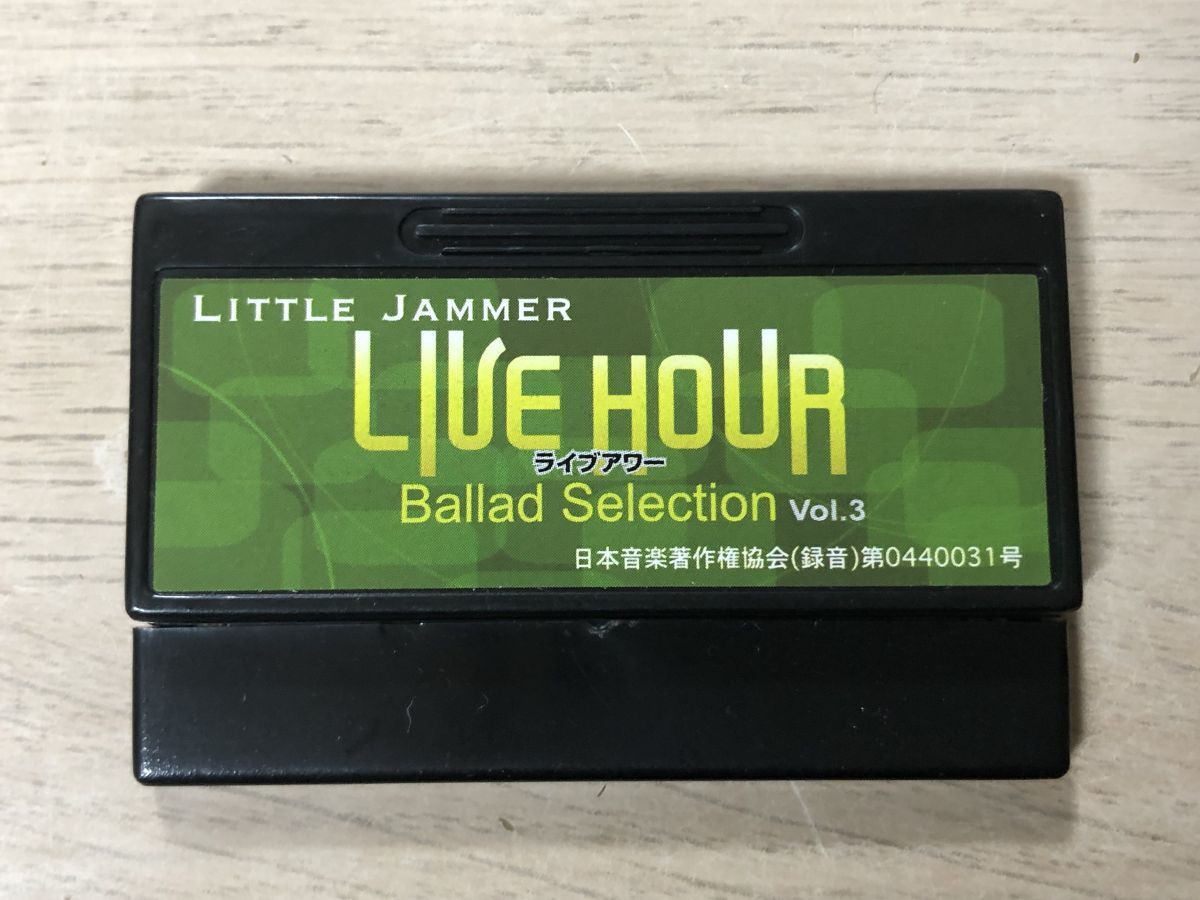 LITTLE JAMMER
LIVE HOUR
ライブアワー
Ballad Selection Vol.3
日本音楽著作権協会(録音)第0440031号